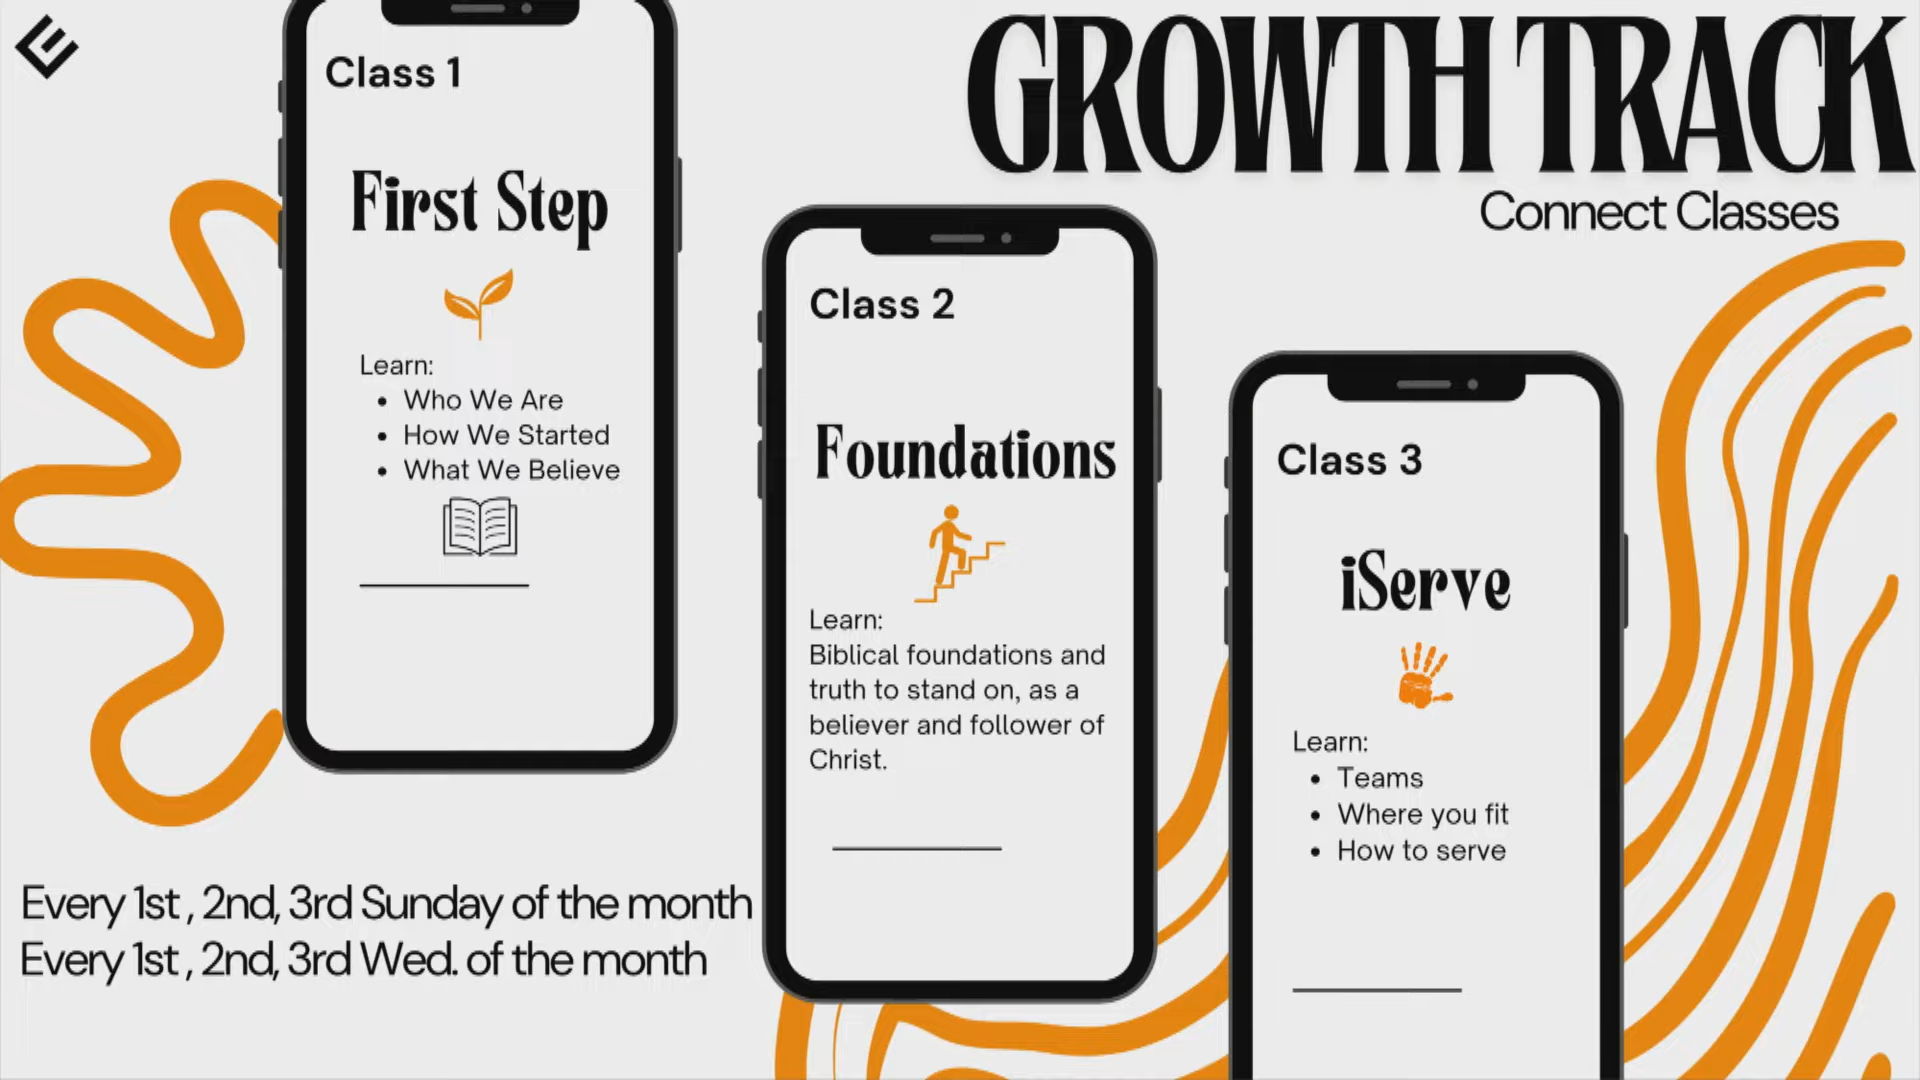 GROWTH TRACK
Connect Classes
Class 1
First Step
Learn:
• Who We Are
• How We Started
• What We Believe
Class 2
Foundations
Learn:
Biblical foundations and
truth to stand on, as a
believer and follower of
Christ.
Class 3
iServe
Learn:
• Teams
• Where you fit
• How to serve
Every 1st , 2nd, 3rd Sunday of the month
Every 1st , 2nd, 3rd Wed. of the month